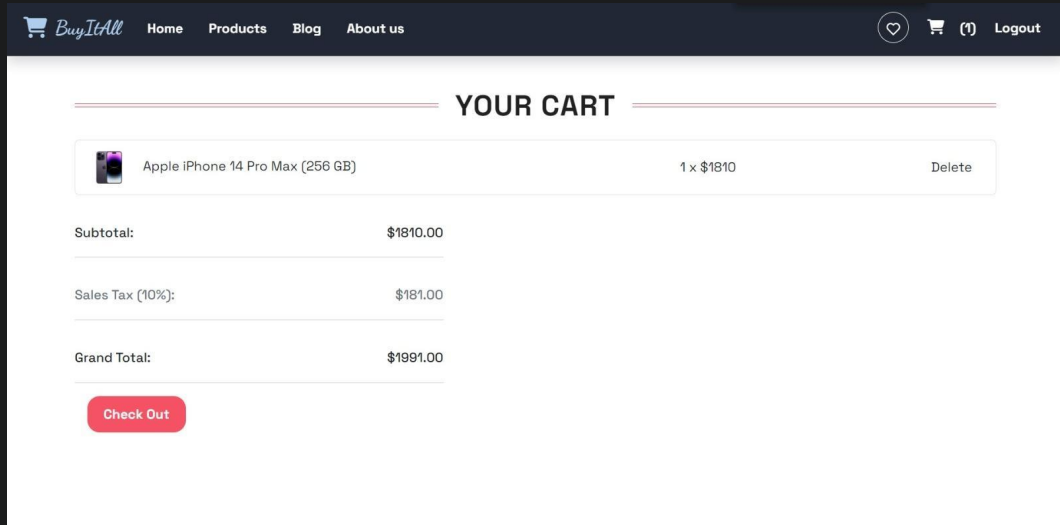 BuyItAll Home Products Blog About us (1) Logout
YOUR CART
Apple iPhone 14 Pro Max (256 GB) 1 x $1810 Delete
Subtotal: $1810.00
Sales Tax (10%): $181.00
Grand Total: $1991.00
Check Out